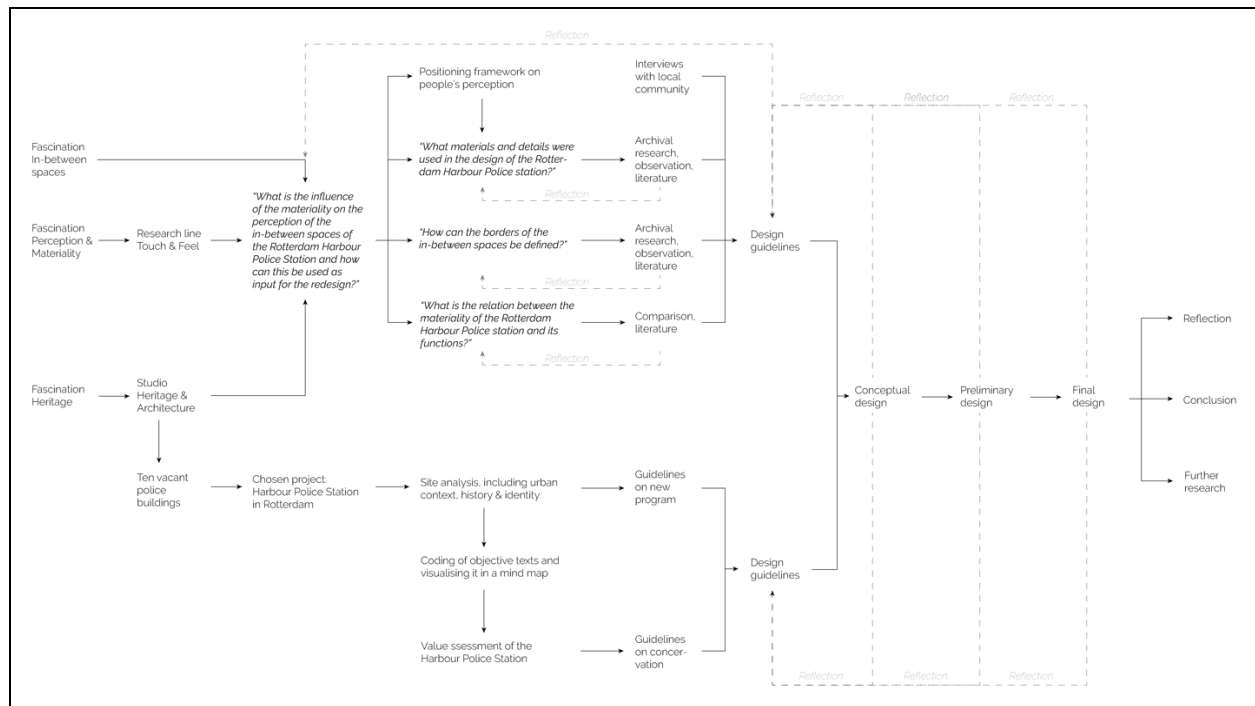 Reflection
Positioning framework on
people's perception
Interviews
with local
community
Reflection
Reflection
Reflection
Fascination
In-between
spaces
"What materials and details were
used in the design of the Rotter-
dam Harbour Police station?"
Archival
research,
observation,
literature
Reflection
Fascination
Perception &
Materiality
Research line
Touch & Feel
"What is the influence
of the materiality on the
perception of the
in-between spaces of
the Rotterdam Harbour
Police Station and how
can this be used as
input for the redesign?"
"How can the borders of the
in-between spaces be defined?"
Archival
research,
observation,
literature
Reflection
Design
guidelines
"What is the relation between the
materiality of the Rotterdam
Harbour Police station and its
functions?"
Comparison,
literature
Reflection
Fascination
Heritage
Studio
Heritage &
Architecture
Conceptual
design
Preliminary
design
Final
design
Reflection
Conclusion
Further
research
Ten vacant
police
buildings
Chosen project:
Harbour Police Station
in Rotterdam
Site analysis, including urban
context, history & identity.
Guidelines
on new
program
Coding of objective texts and
visualising it in a mind map
Design
guidelines
Value ssessment of the
Harbour Police Station
Guidelines
on concer-
vation
Reflection
Reflection
Reflection